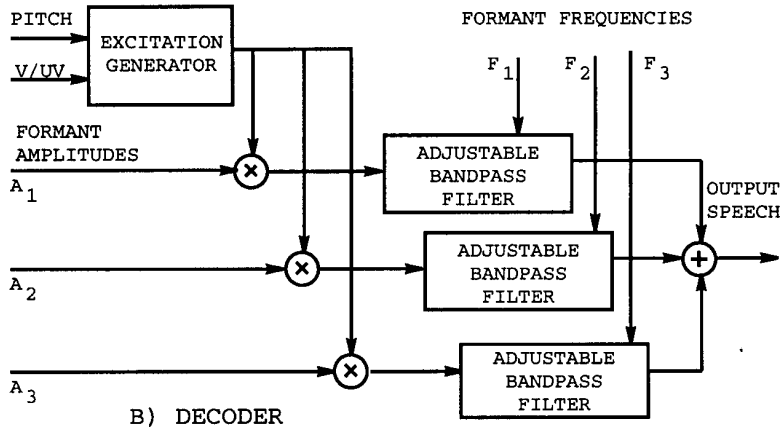 PITCH
V/UV
EXCITATION
GENERATOR
FORMANT FREQUENCIES
F1
F2
F3
FORMANT
AMPLITUDES
A1
×
ADJUSTABLE
BANDPASS
FILTER
OUTPUT
SPEECH
A2
×
ADJUSTABLE
BANDPASS
FILTER
+
A3
×
ADJUSTABLE
BANDPASS
FILTER
B) DECODER